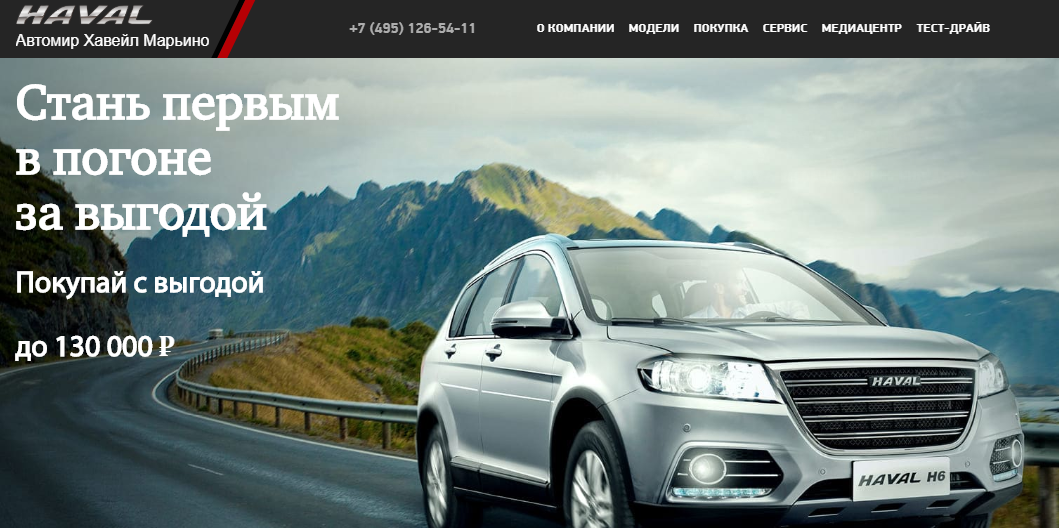 HAVAL
Автомир Хавейл Марьино
+7 (495) 126-54-11
О КОМПАНИИ МОДЕЛИ ПОКУПКА СЕРВИС МЕДИАЦЕНТР ТЕСТ-ДРАЙВ
Стань первым
в погоне
за выгодой
Покупай с выгодой
до 130 000 ₽
HAVAL
HAVAL H6